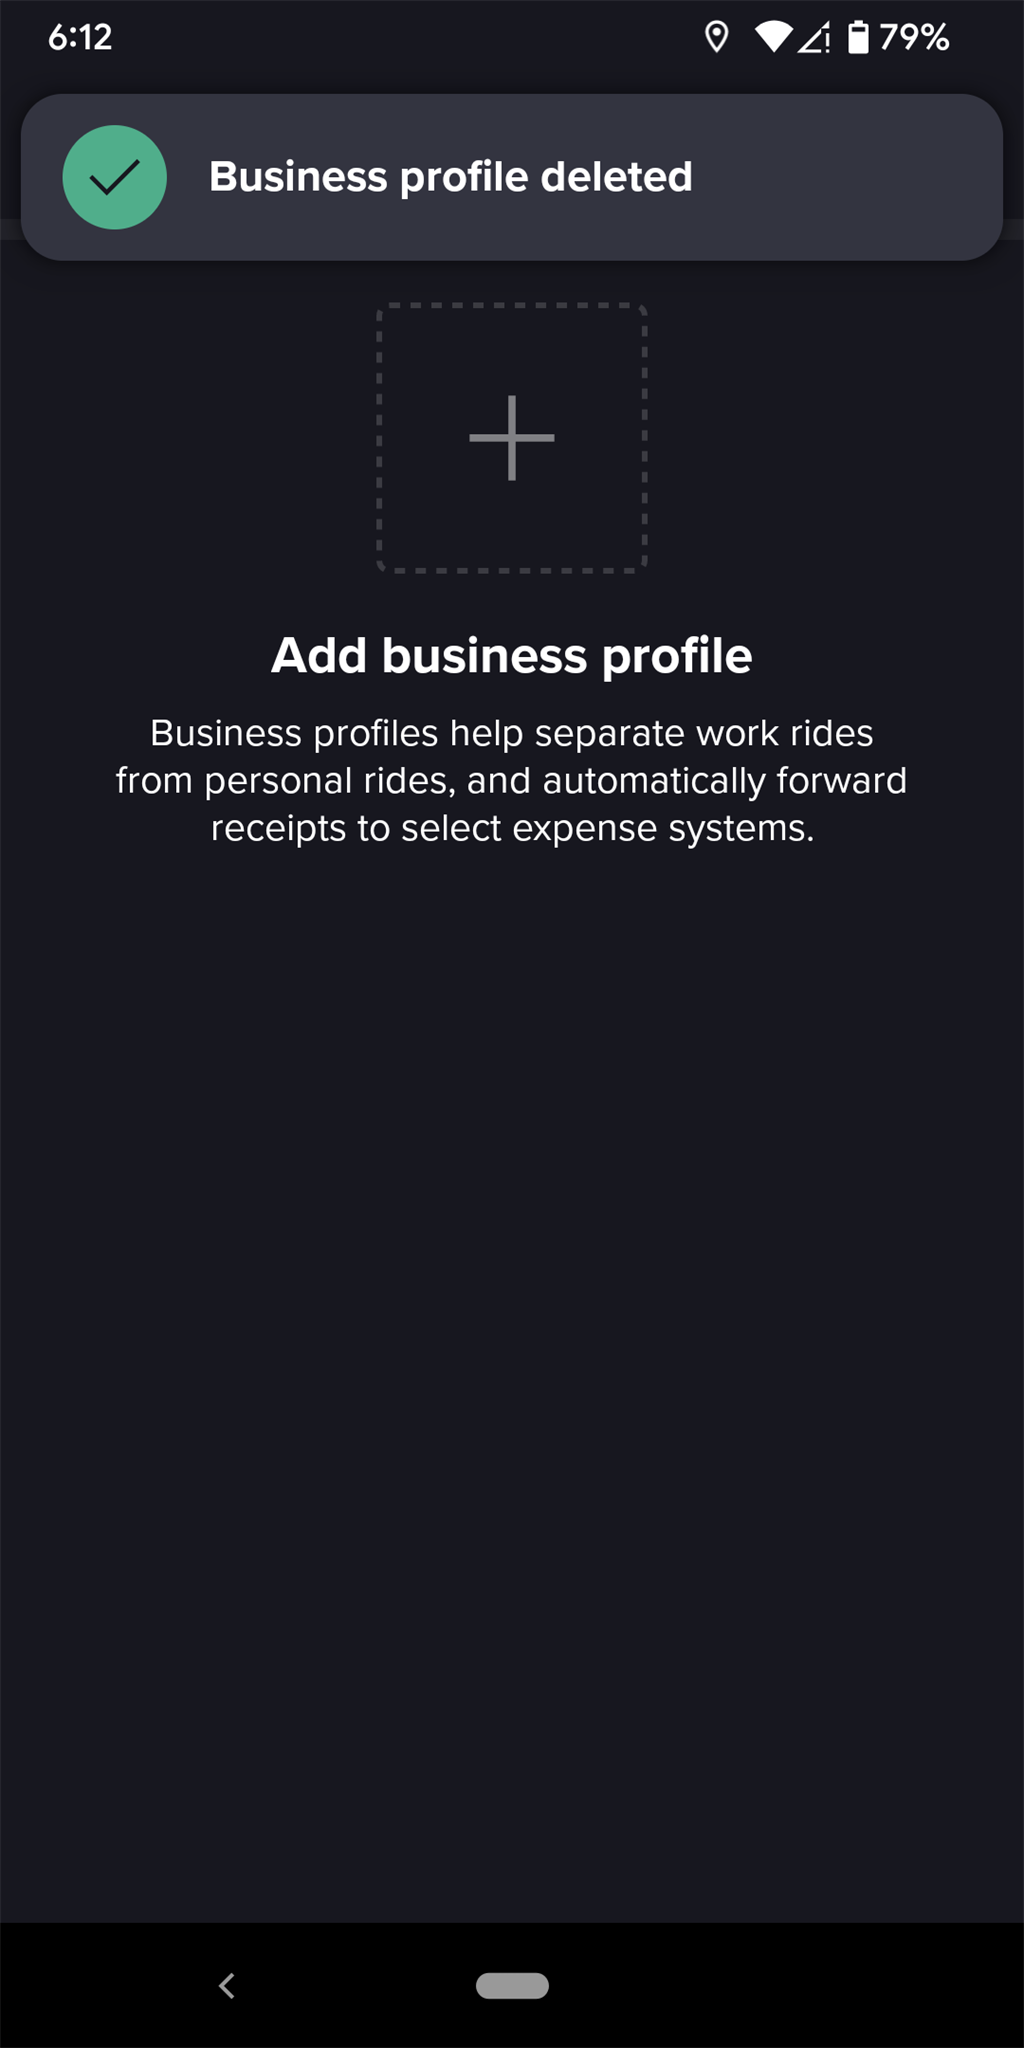 6:12
79%
Business profile deleted
Add business profile
Business profiles help separate work rides
from personal rides, and automatically forward
receipts to select expense systems.